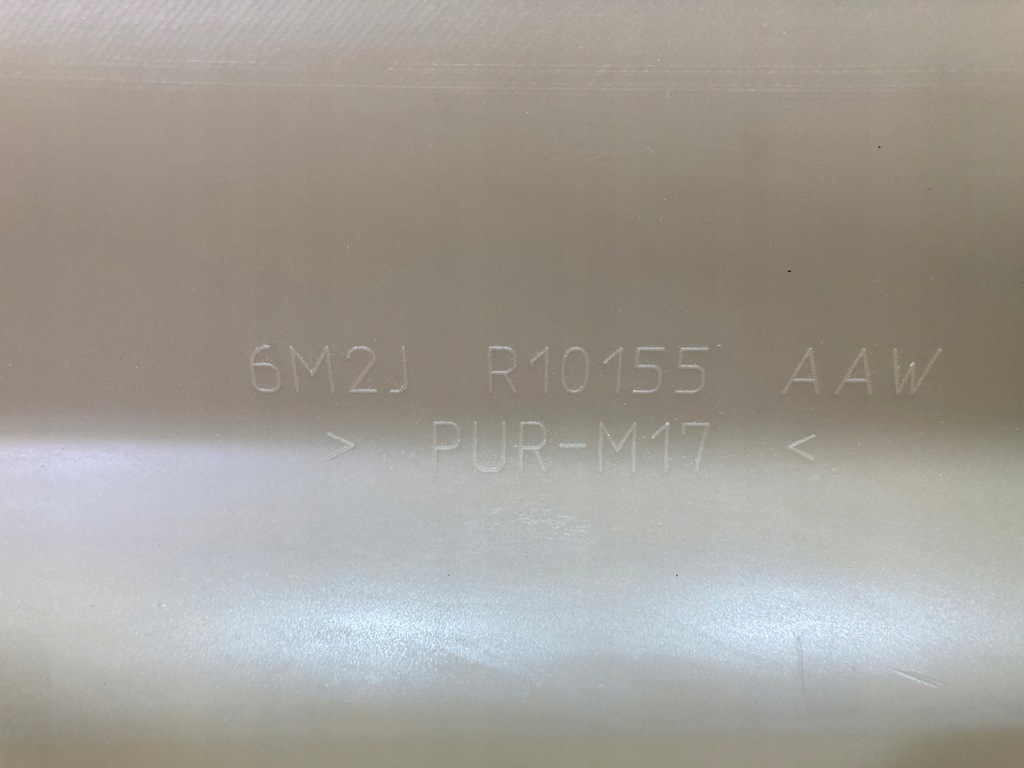 6M2J R10155 AAW
> PUR-M17 <